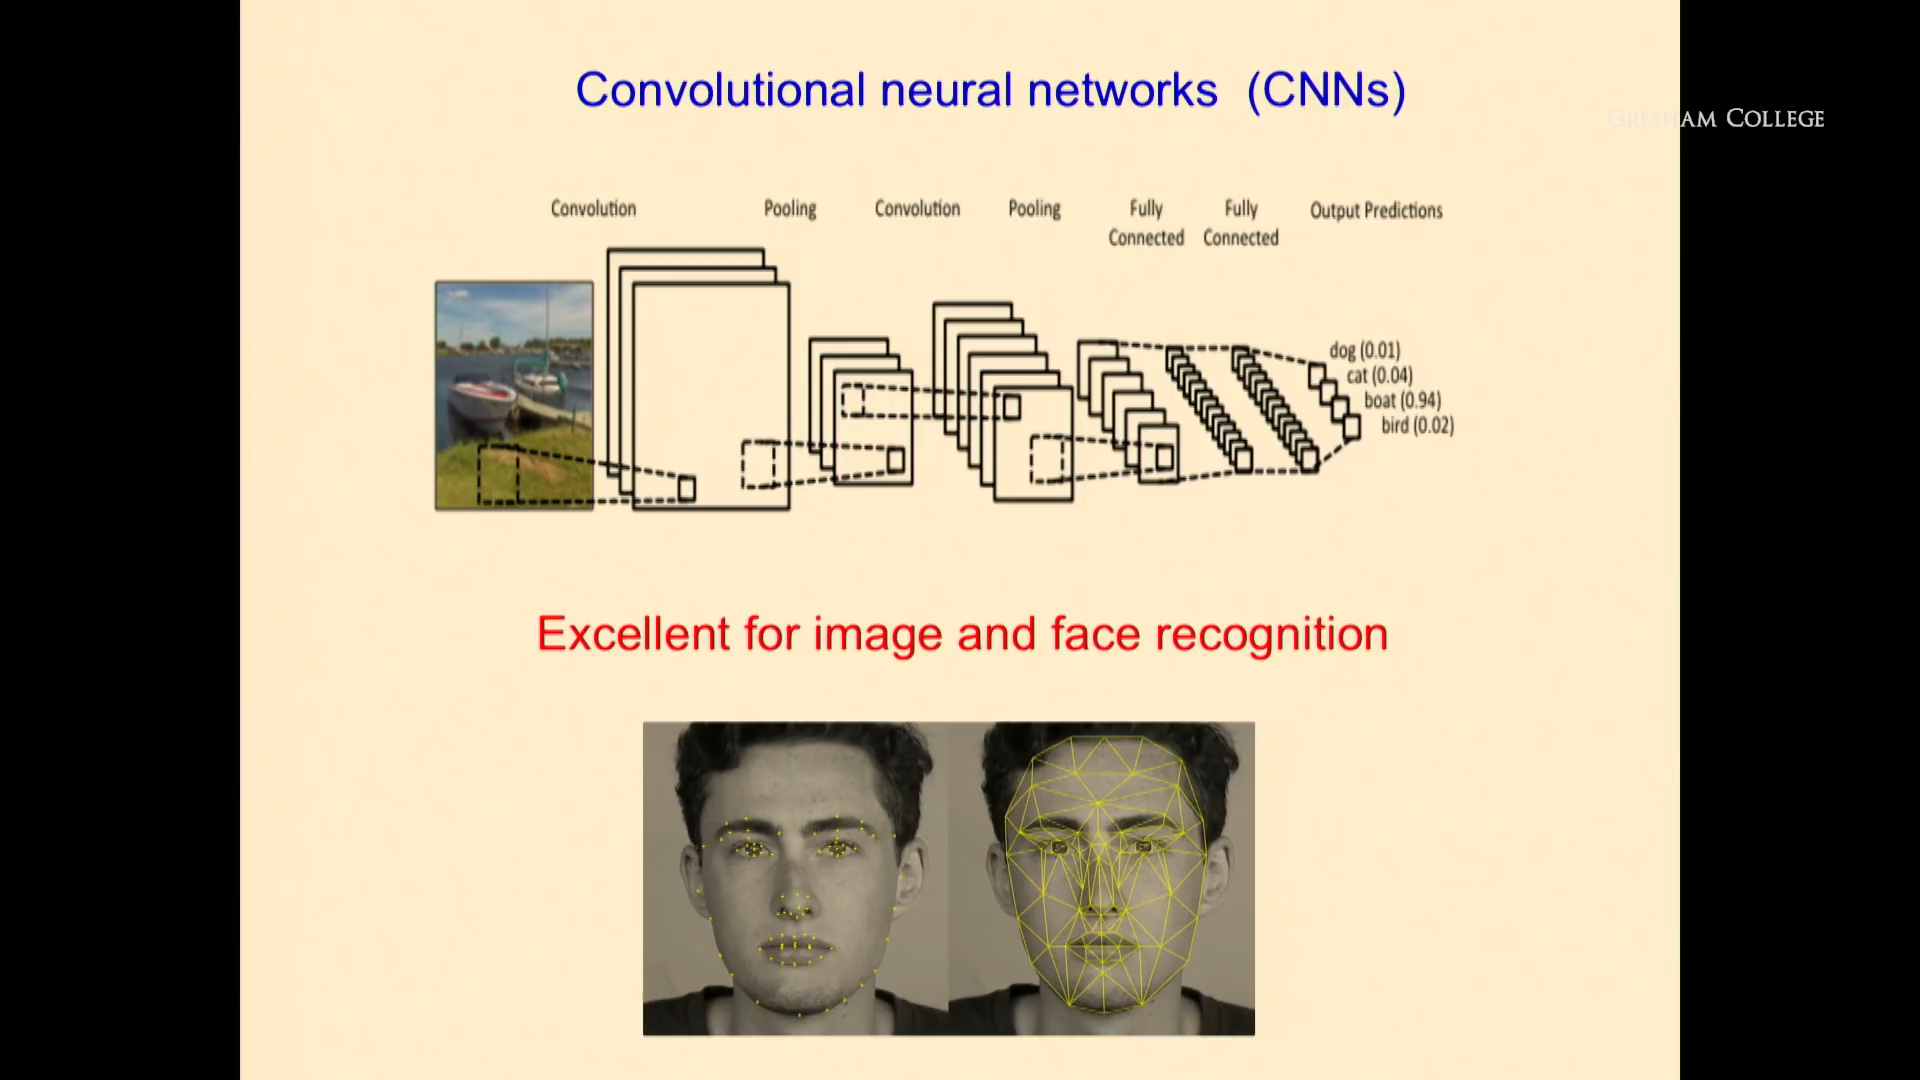 Convolutional neural networks (CNNs)
GRESHAM COLLEGE
Convolution
Pooling
Convolution
Pooling
Fully
Connected
Fully
Connected
Output Predictions
dog (0.01)
cat (0.04)
boat (0.94)
bird (0.02)
Excellent for image and face recognition